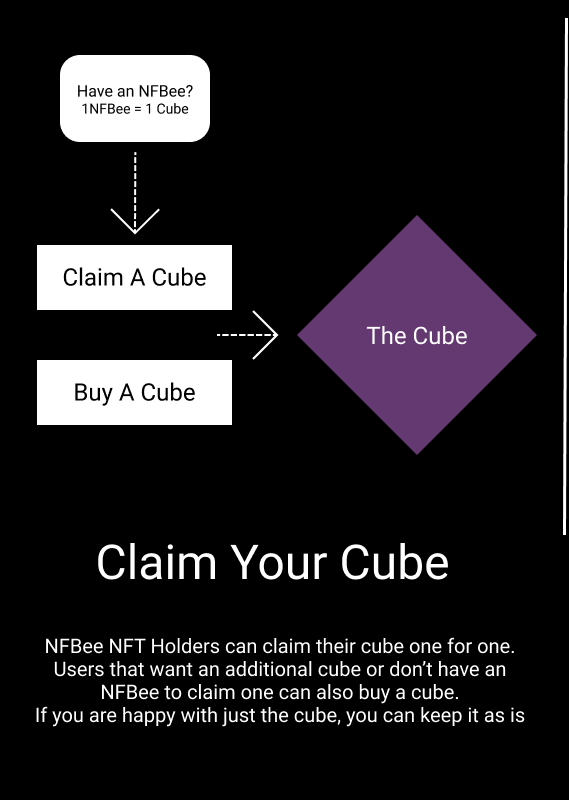 Have an NFBee?
1NFBee = 1 Cube
Claim A Cube
The Cube
Buy A Cube
Claim Your Cube
NFBee NFT Holders can claim their cube one for one.
Users that want an additional cube or don’t have an
NFBee to claim one can also buy a cube.
If you are happy with just the cube, you can keep it as is